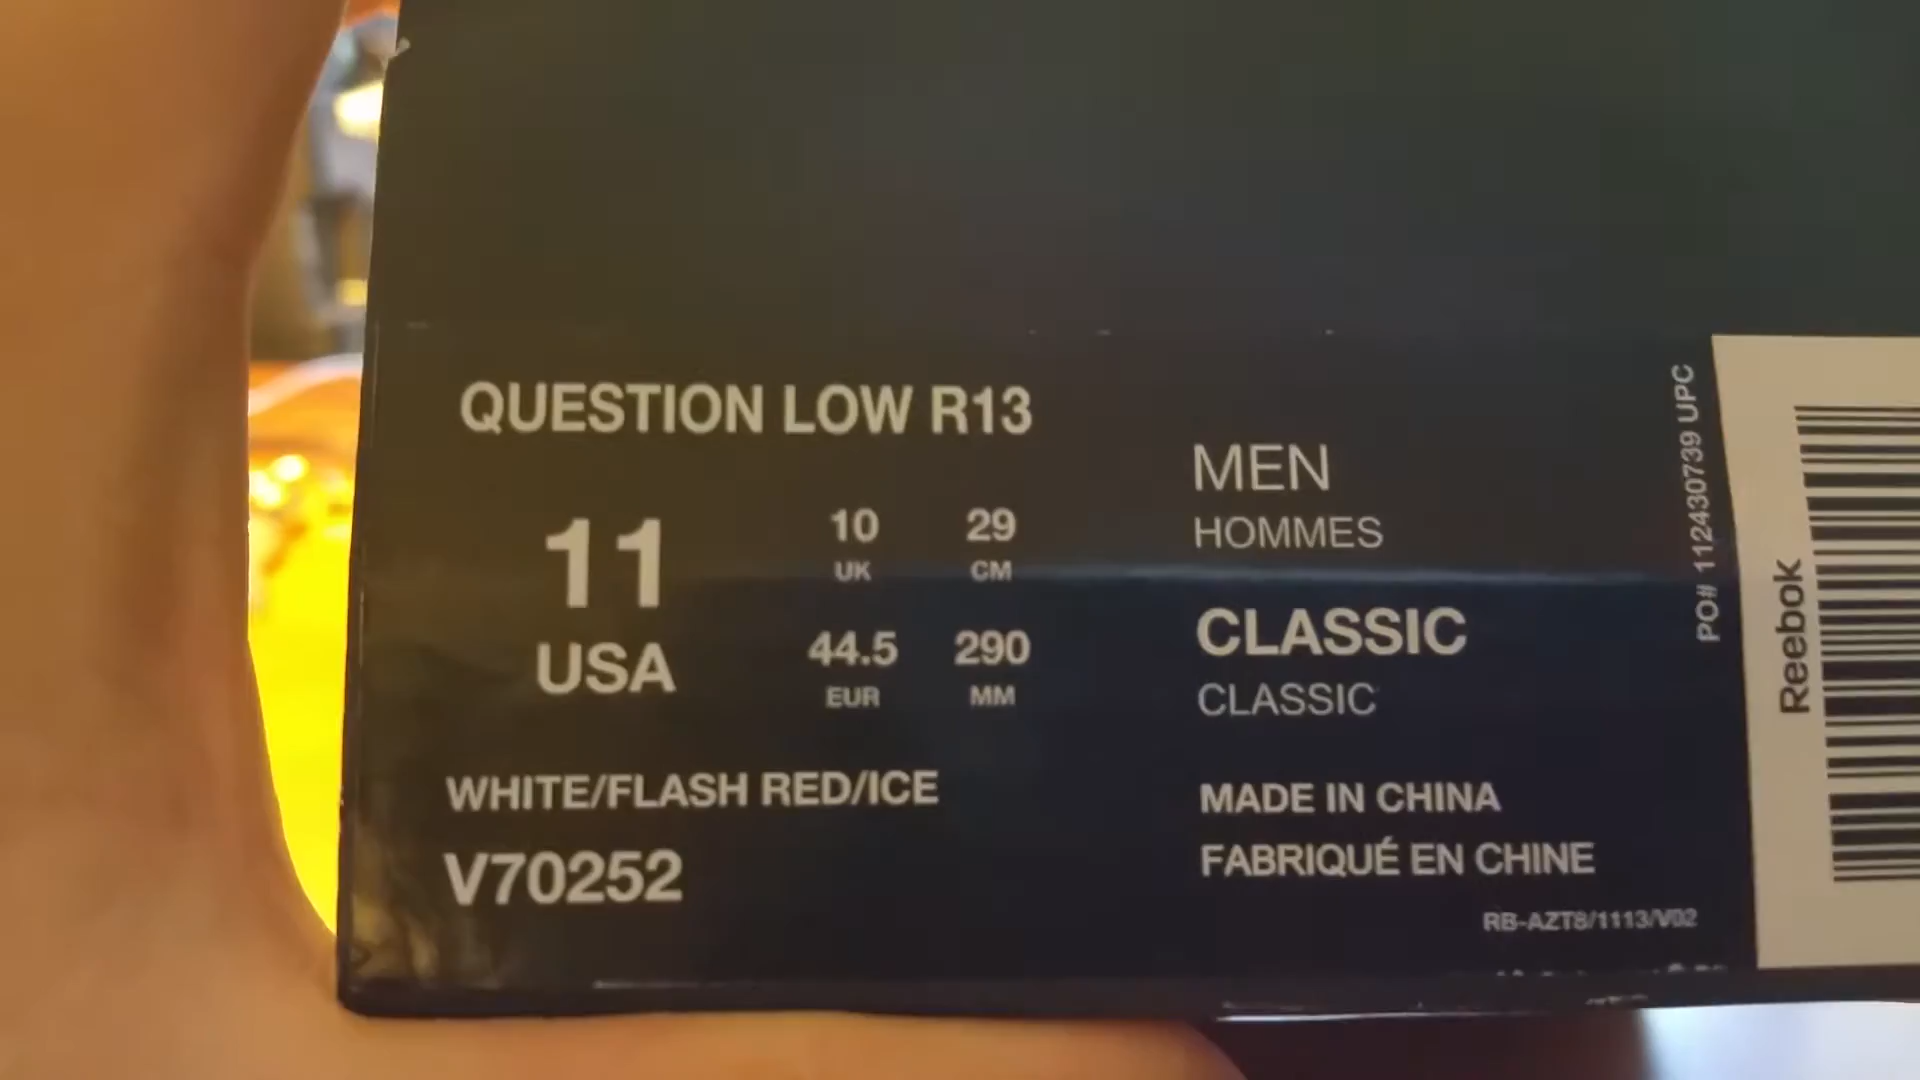 QUESTION LOW R13
11
USA
10
UK
29
CM
44.5
EUR
290
MM
WHITE/FLASH RED/ICE
V70252
MEN
HOMMES
CLASSIC
CLASSIC
MADE IN CHINA
FABRIQUÉ EN CHINE
RB-AZT8/1113/V02
PO# 112430739 UPC
Reebok